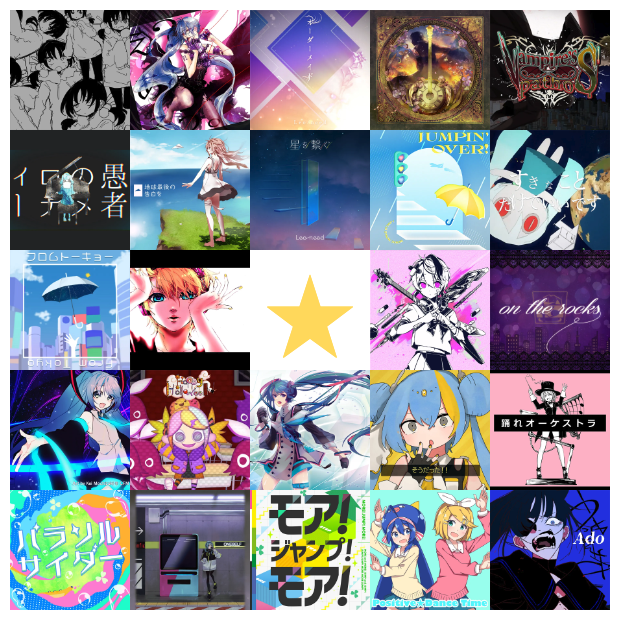 Vampire's
pathoS
ィロの愚
ーテメ者
地球最後の
告白を
星を繋ぐ
Leo/need
JUMPIN'
OVER!
すきなことだけでいいです
フロムトーキョー
From Tokyo
on the rocks
そうだった!!
踊れオーケストラ
パラソル
サイダー
モア!
ジャンプ!
モア!
Positive☆Dance Time
Ado